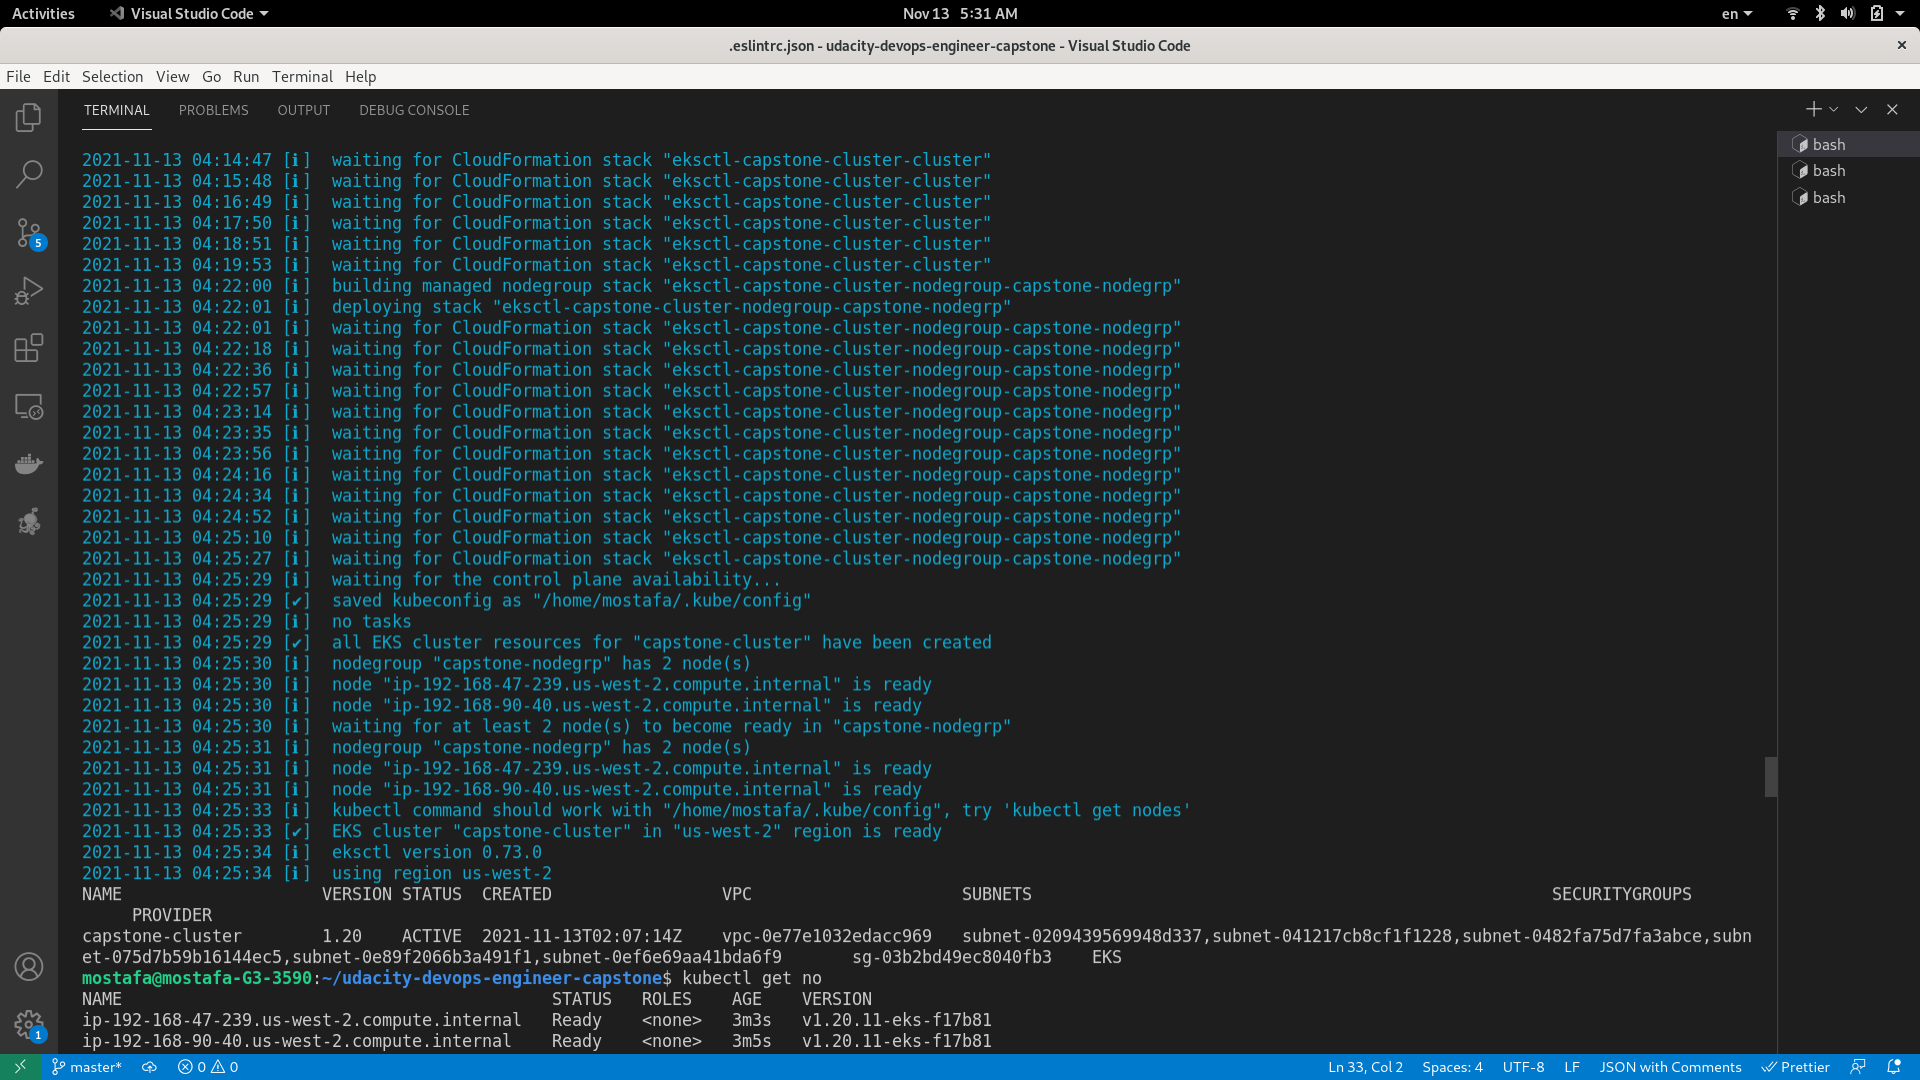 Activities Visual Studio Code Nov 13 5:31 AM en
.eslintrc.json - udacity-devops-engineer-capstone - Visual Studio Code
File Edit Selection View Go Run Terminal Help
TERMINAL PROBLEMS OUTPUT DEBUG CONSOLE
bash
bash
bash
2021-11-13 04:14:47 [ℹ]  waiting for CloudFormation stack "eksctl-capstone-cluster-cluster"
2021-11-13 04:15:48 [ℹ]  waiting for CloudFormation stack "eksctl-capstone-cluster-cluster"
2021-11-13 04:16:49 [ℹ]  waiting for CloudFormation stack "eksctl-capstone-cluster-cluster"
2021-11-13 04:17:50 [ℹ]  waiting for CloudFormation stack "eksctl-capstone-cluster-cluster"
2021-11-13 04:18:51 [ℹ]  waiting for CloudFormation stack "eksctl-capstone-cluster-cluster"
2021-11-13 04:19:53 [ℹ]  waiting for CloudFormation stack "eksctl-capstone-cluster-cluster"
2021-11-13 04:22:00 [ℹ]  building managed nodegroup stack "eksctl-capstone-cluster-nodegroup-capstone-nodegrp"
2021-11-13 04:22:01 [ℹ]  deploying stack "eksctl-capstone-cluster-nodegroup-capstone-nodegrp"
2021-11-13 04:22:01 [ℹ]  waiting for CloudFormation stack "eksctl-capstone-cluster-nodegroup-capstone-nodegrp"
2021-11-13 04:22:18 [ℹ]  waiting for CloudFormation stack "eksctl-capstone-cluster-nodegroup-capstone-nodegrp"
2021-11-13 04:22:36 [ℹ]  waiting for CloudFormation stack "eksctl-capstone-cluster-nodegroup-capstone-nodegrp"
2021-11-13 04:22:57 [ℹ]  waiting for CloudFormation stack "eksctl-capstone-cluster-nodegroup-capstone-nodegrp"
2021-11-13 04:23:14 [ℹ]  waiting for CloudFormation stack "eksctl-capstone-cluster-nodegroup-capstone-nodegrp"
2021-11-13 04:23:35 [ℹ]  waiting for CloudFormation stack "eksctl-capstone-cluster-nodegroup-capstone-nodegrp"
2021-11-13 04:23:56 [ℹ]  waiting for CloudFormation stack "eksctl-capstone-cluster-nodegroup-capstone-nodegrp"
2021-11-13 04:24:16 [ℹ]  waiting for CloudFormation stack "eksctl-capstone-cluster-nodegroup-capstone-nodegrp"
2021-11-13 04:24:34 [ℹ]  waiting for CloudFormation stack "eksctl-capstone-cluster-nodegroup-capstone-nodegrp"
2021-11-13 04:24:52 [ℹ]  waiting for CloudFormation stack "eksctl-capstone-cluster-nodegroup-capstone-nodegrp"
2021-11-13 04:25:10 [ℹ]  waiting for CloudFormation stack "eksctl-capstone-cluster-nodegroup-capstone-nodegrp"
2021-11-13 04:25:27 [ℹ]  waiting for CloudFormation stack "eksctl-capstone-cluster-nodegroup-capstone-nodegrp"
2021-11-13 04:25:29 [ℹ]  waiting for the control plane availability...
2021-11-13 04:25:29 [✔]  saved kubeconfig as "/home/mostafa/.kube/config"
2021-11-13 04:25:29 [ℹ]  no tasks
2021-11-13 04:25:29 [✔]  all EKS cluster resources for "capstone-cluster" have been created
2021-11-13 04:25:30 [ℹ]  nodegroup "capstone-nodegrp" has 2 node(s)
2021-11-13 04:25:30 [ℹ]  node "ip-192-168-47-239.us-west-2.compute.internal" is ready
2021-11-13 04:25:30 [ℹ]  node "ip-192-168-90-40.us-west-2.compute.internal" is ready
2021-11-13 04:25:30 [ℹ]  waiting for at least 2 node(s) to become ready in "capstone-nodegrp"
2021-11-13 04:25:31 [ℹ]  nodegroup "capstone-nodegrp" has 2 node(s)
2021-11-13 04:25:31 [ℹ]  node "ip-192-168-47-239.us-west-2.compute.internal" is ready
2021-11-13 04:25:31 [ℹ]  node "ip-192-168-90-40.us-west-2.compute.internal" is ready
2021-11-13 04:25:33 [ℹ]  kubectl command should work with "/home/mostafa/.kube/config", try 'kubectl get nodes'
2021-11-13 04:25:33 [✔]  EKS cluster "capstone-cluster" in "us-west-2" region is ready
2021-11-13 04:25:34 [ℹ]  eksctl version 0.73.0
2021-11-13 04:25:34 [ℹ]  using region us-west-2
NAME VERSION STATUS CREATED VPC SUBNETS SECURITYGROUPS
PROVIDER
capstone-cluster 1.20 ACTIVE 2021-11-13T02:07:14Z vpc-0e77e1032edacc969 subnet-0209439569948d337,subnet-041217cb8cf1f1228,subnet-0482fa75d7fa3abce,subn
et-075d7b59b16144ec5,subnet-0e89f2066b3a491f1,subnet-0ef6e69aa41bda6f9 sg-03b2bd49ec8040fb3 EKS
mostafa@mostafa-G3-3590:~/udacity-devops-engineer-capstone$ kubectl get no
NAME STATUS ROLES AGE VERSION
ip-192-168-47-239.us-west-2.compute.internal Ready <none> 3m3s v1.20.11-eks-f17b81
ip-192-168-90-40.us-west-2.compute.internal Ready <none> 3m5s v1.20.11-eks-f17b81
5
1
master* 0 0 Ln 33, Col 2 Spaces: 4 UTF-8 LF JSON with Comments Prettier